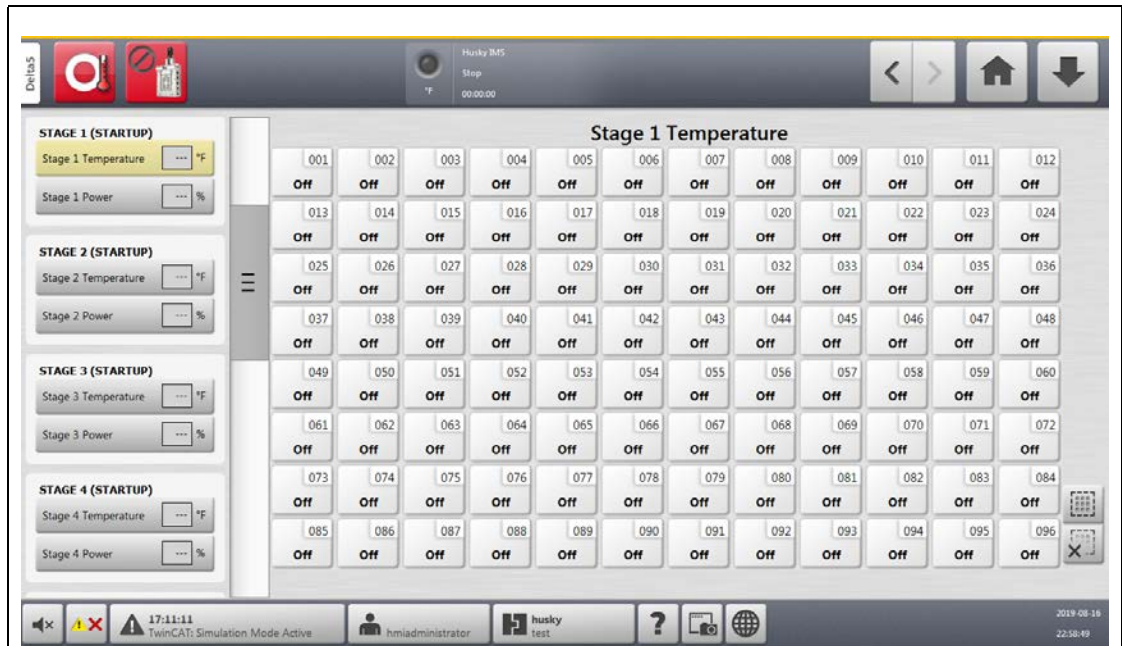 Delta5
Husky IMS
Stop
°F 00:00:00
STAGE 1 (STARTUP)
Stage 1 Temperature --- °F
Stage 1 Power --- %
STAGE 2 (STARTUP)
Stage 2 Temperature --- °F
Stage 2 Power --- %
STAGE 3 (STARTUP)
Stage 3 Temperature --- °F
Stage 3 Power --- %
STAGE 4 (STARTUP)
Stage 4 Temperature --- °F
Stage 4 Power --- %
Stage 1 Temperature
001 002 003 004 005 006 007 008 009 010 011 012
Off Off Off Off Off Off Off Off Off Off Off Off
013 014 015 016 017 018 019 020 021 022 023 024
Off Off Off Off Off Off Off Off Off Off Off Off
025 026 027 028 029 030 031 032 033 034 035 036
Off Off Off Off Off Off Off Off Off Off Off Off
037 038 039 040 041 042 043 044 045 046 047 048
Off Off Off Off Off Off Off Off Off Off Off Off
049 050 051 052 053 054 055 056 057 058 059 060
Off Off Off Off Off Off Off Off Off Off Off Off
061 062 063 064 065 066 067 068 069 070 071 072
Off Off Off Off Off Off Off Off Off Off Off Off
073 074 075 076 077 078 079 080 081 082 083 084
Off Off Off Off Off Off Off Off Off Off Off Off
085 086 087 088 089 090 091 092 093 094 095 096
Off Off Off Off Off Off Off Off Off Off Off Off
17:11:11
TwinCAT: Simulation Mode Active
hmiadministrator
husky
test
?
2019-08-16
22:58:49